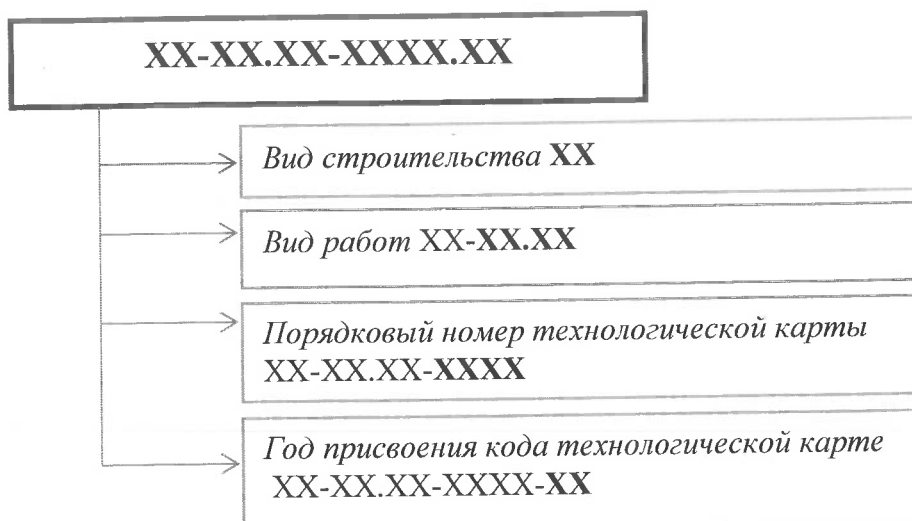 XX-XX.XX-XXXX.XX
Вид строительства XX
Вид работ XX-XX.XX
Порядковый номер технологической карты
XX-XX.XX-XXXX
Год присвоения кода технологической карте
XX-XX.XX-XXXX-XX